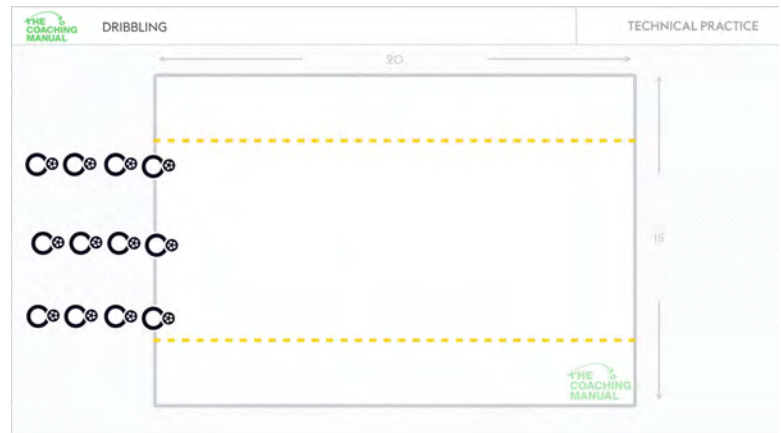 THE
COACHING
MANUAL
DRIBBLING
TECHNICAL PRACTICE
20
15
THE
COACHING
MANUAL